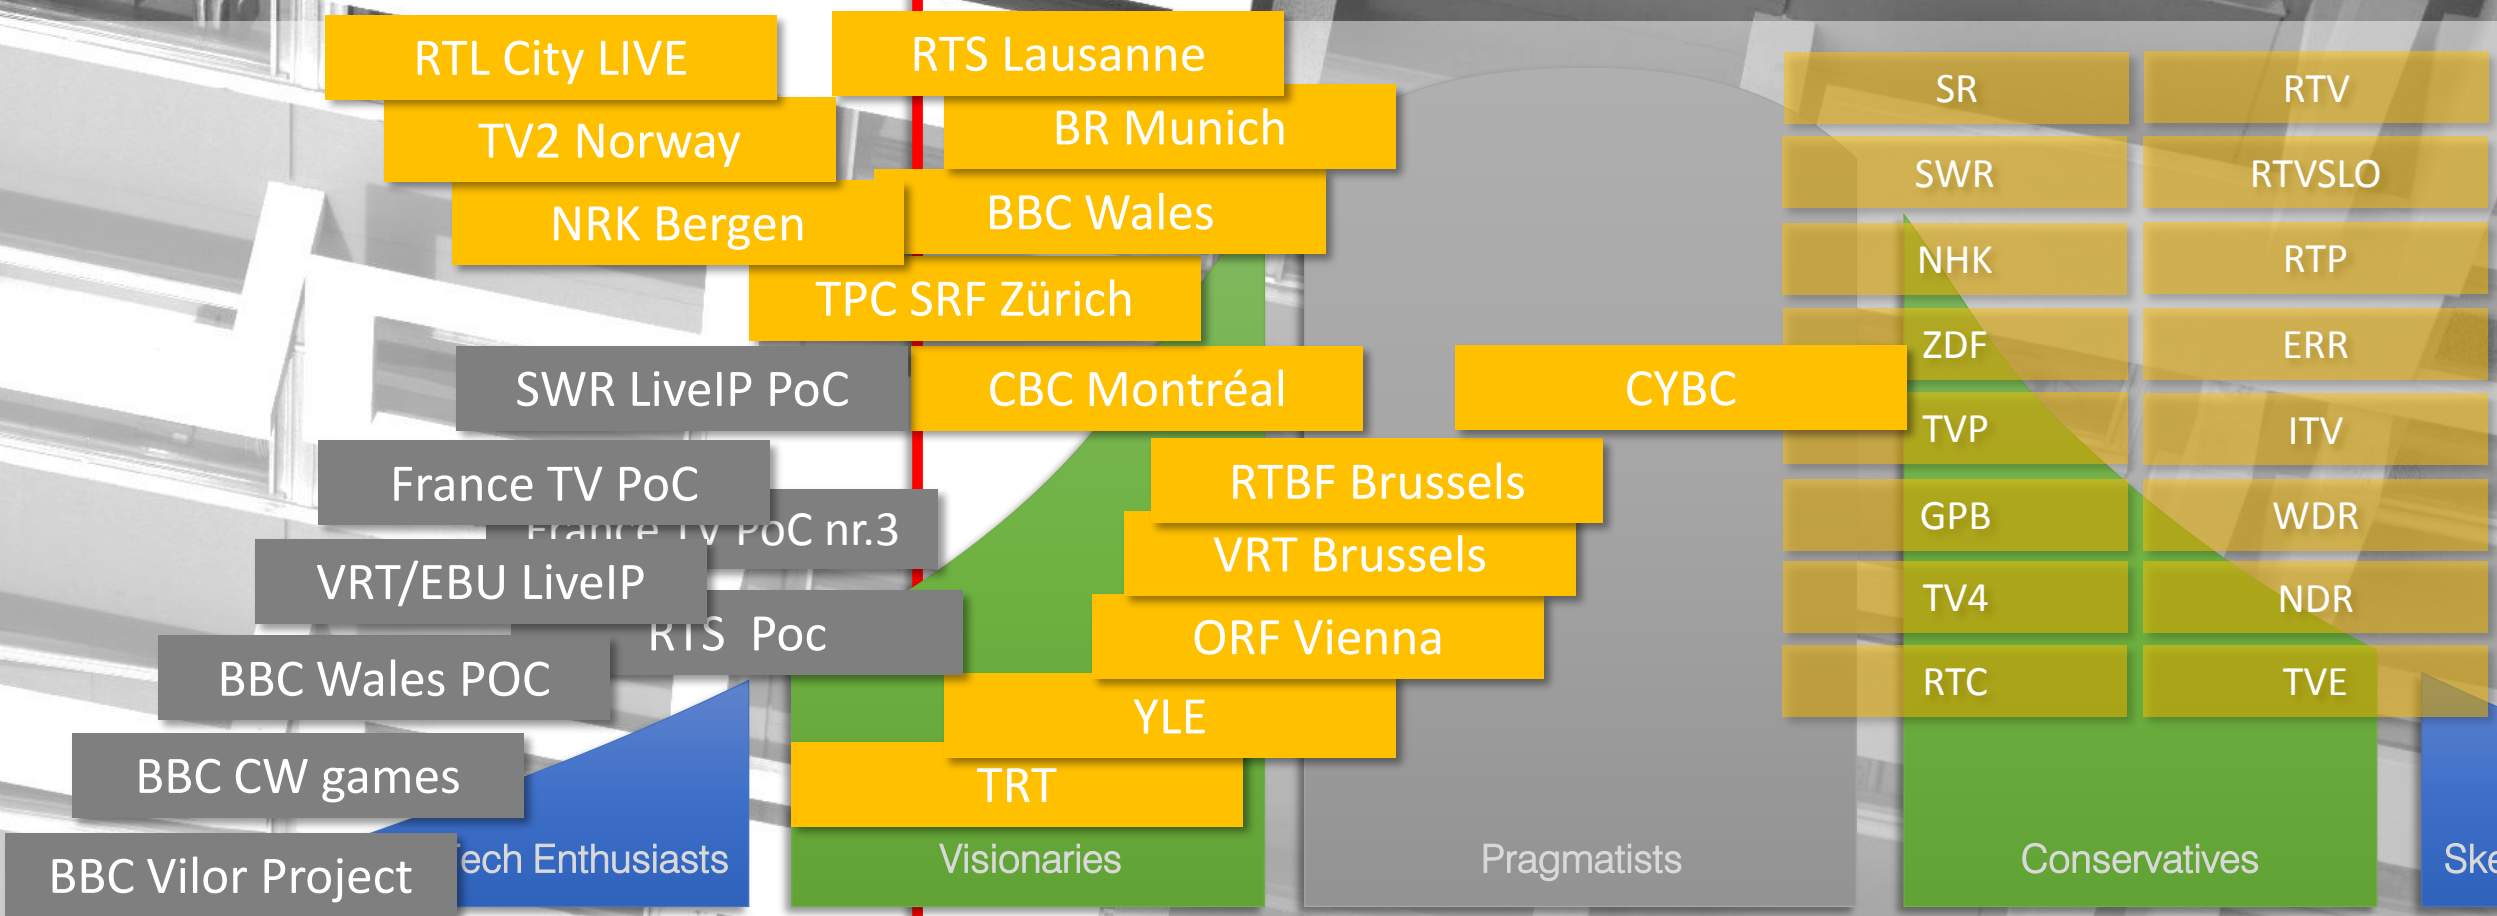 RTL City LIVE
RTS Lausanne
TV2 Norway
BR Munich
NRK Bergen
BBC Wales
TPC SRF Zürich
SWR LiveIP PoC
CBC Montréal
CYBC
France TV PoC
France TV PoC nr.3
RTBF Brussels
VRT/EBU LiveIP
VRT Brussels
RTS Poc
ORF Vienna
BBC Wales POC
YLE
BBC CW games
TRT
BBC Vilor Project
SR
RTV
SWR
RTVSLO
NHK
RTP
ZDF
ERR
TVP
ITV
GPB
WDR
TV4
NDR
RTC
TVE
Tech Enthusiasts
Visionaries
Pragmatists
Conservatives